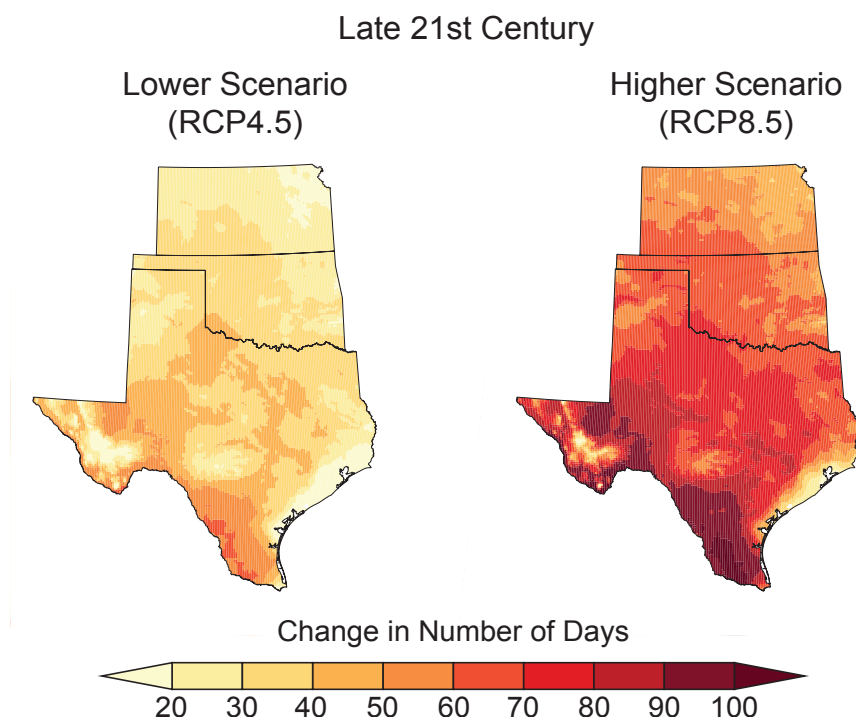 Late 21st Century
Lower Scenario
(RCP4.5)
Higher Scenario
(RCP8.5)
Change in Number of Days
20 30 40 50 60 70 80 90 100